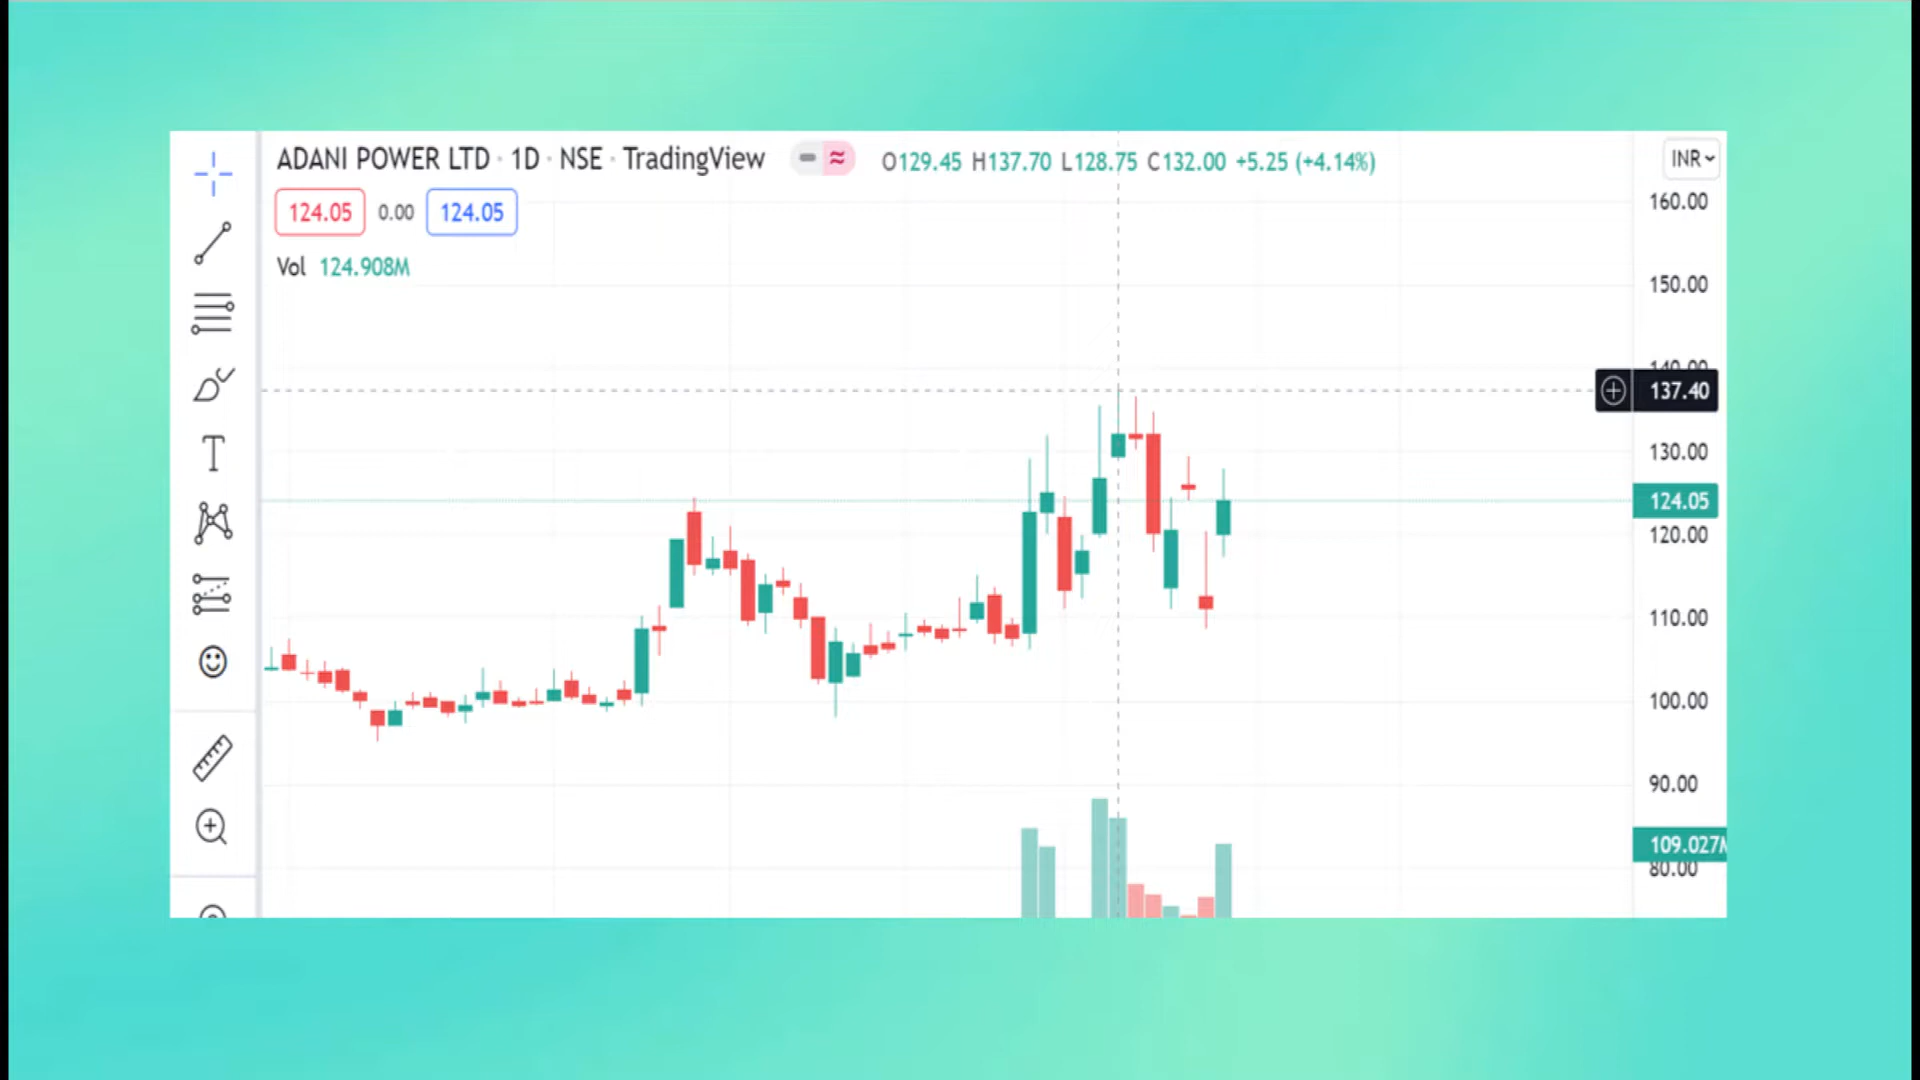 ADANI POWER LTD · 1D · NSE · TradingView O129.45 H137.70 L128.75 C132.00 +5.25 (+4.14%) INR
124.05 0.00 124.05
Vol 124.908M
160.00
150.00
140.00
137.40
130.00
124.05
120.00
110.00
100.00
90.00
109.027M
80.00